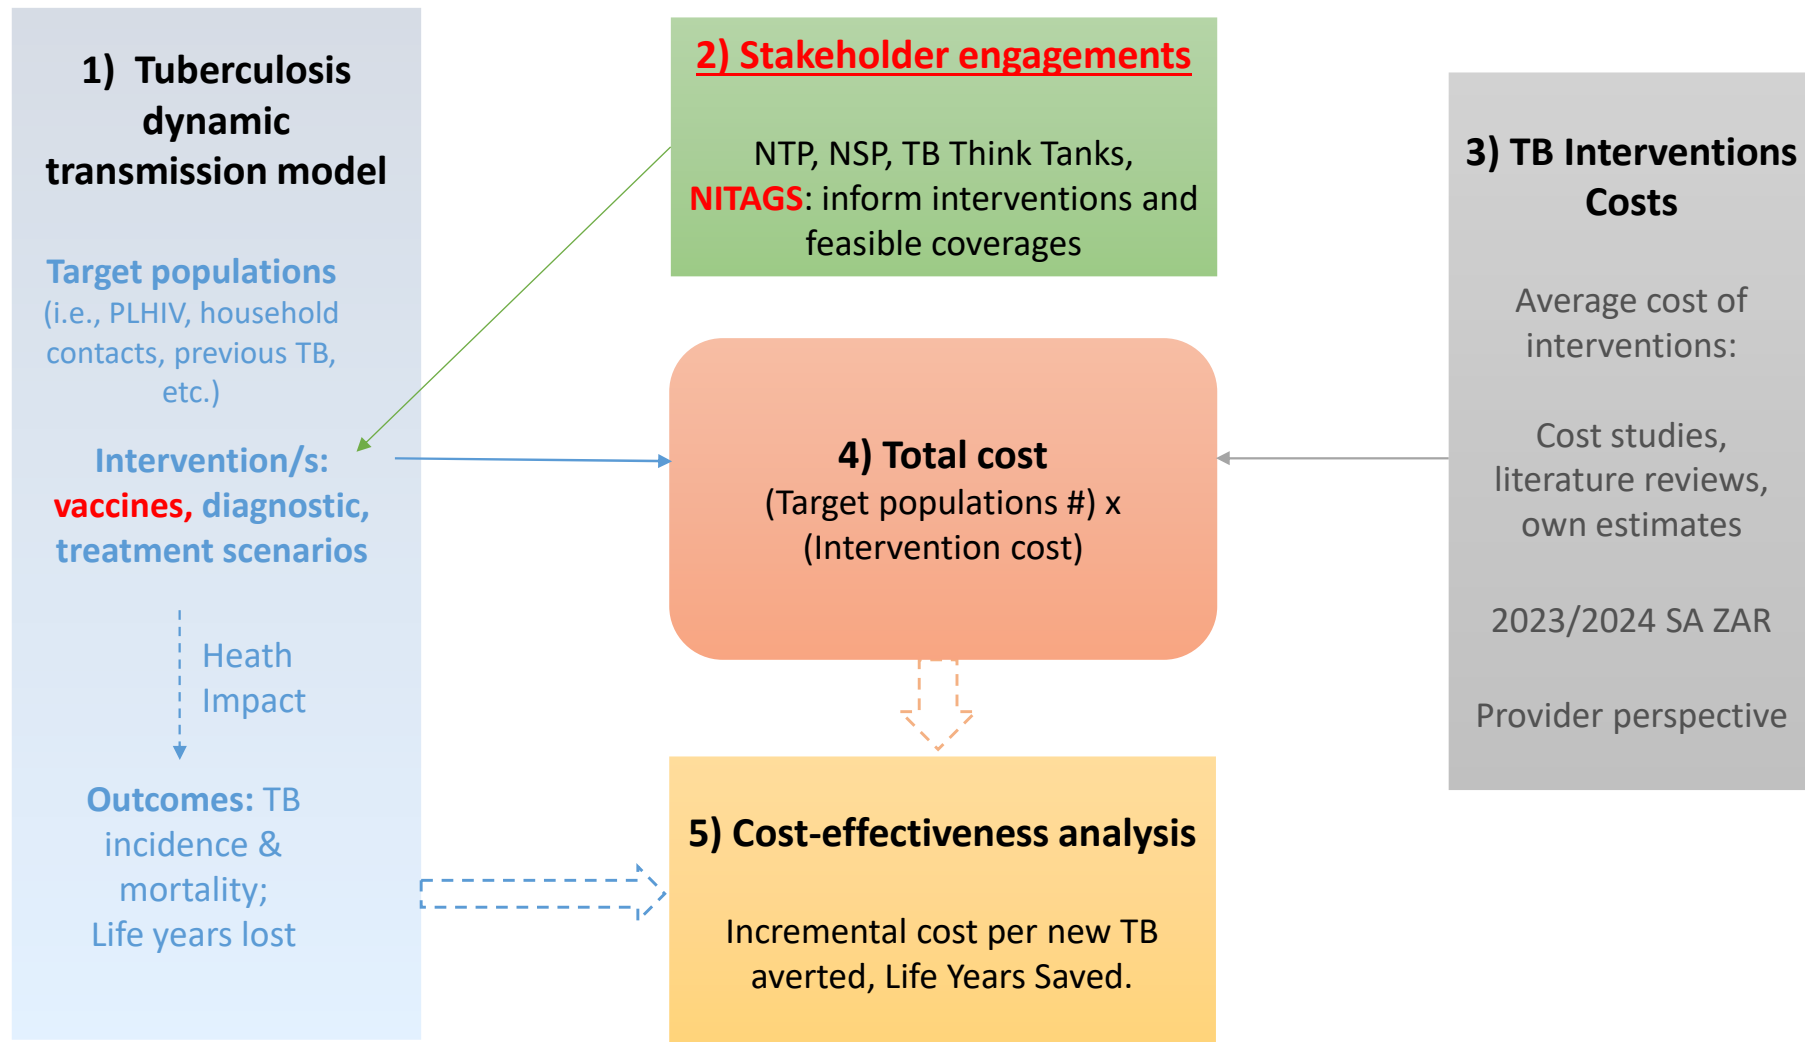 1) Tuberculosis
dynamic
transmission model
Target populations
(i.e., PLHIV, household
contacts, previous TB,
etc.)
Intervention/s:
vaccines, diagnostic,
treatment scenarios
Heath
Impact
Outcomes: TB
incidence &
mortality;
Life years lost
2) Stakeholder engagements
NTP, NSP, TB Think Tanks,
NITAGS: inform interventions and
feasible coverages
3) TB Interventions
Costs
Average cost of
interventions:
Cost studies,
literature reviews,
own estimates
2023/2024 SA ZAR
Provider perspective
4) Total cost
(Target populations #) x
(Intervention cost)
5) Cost-effectiveness analysis
Incremental cost per new TB
averted, Life Years Saved.